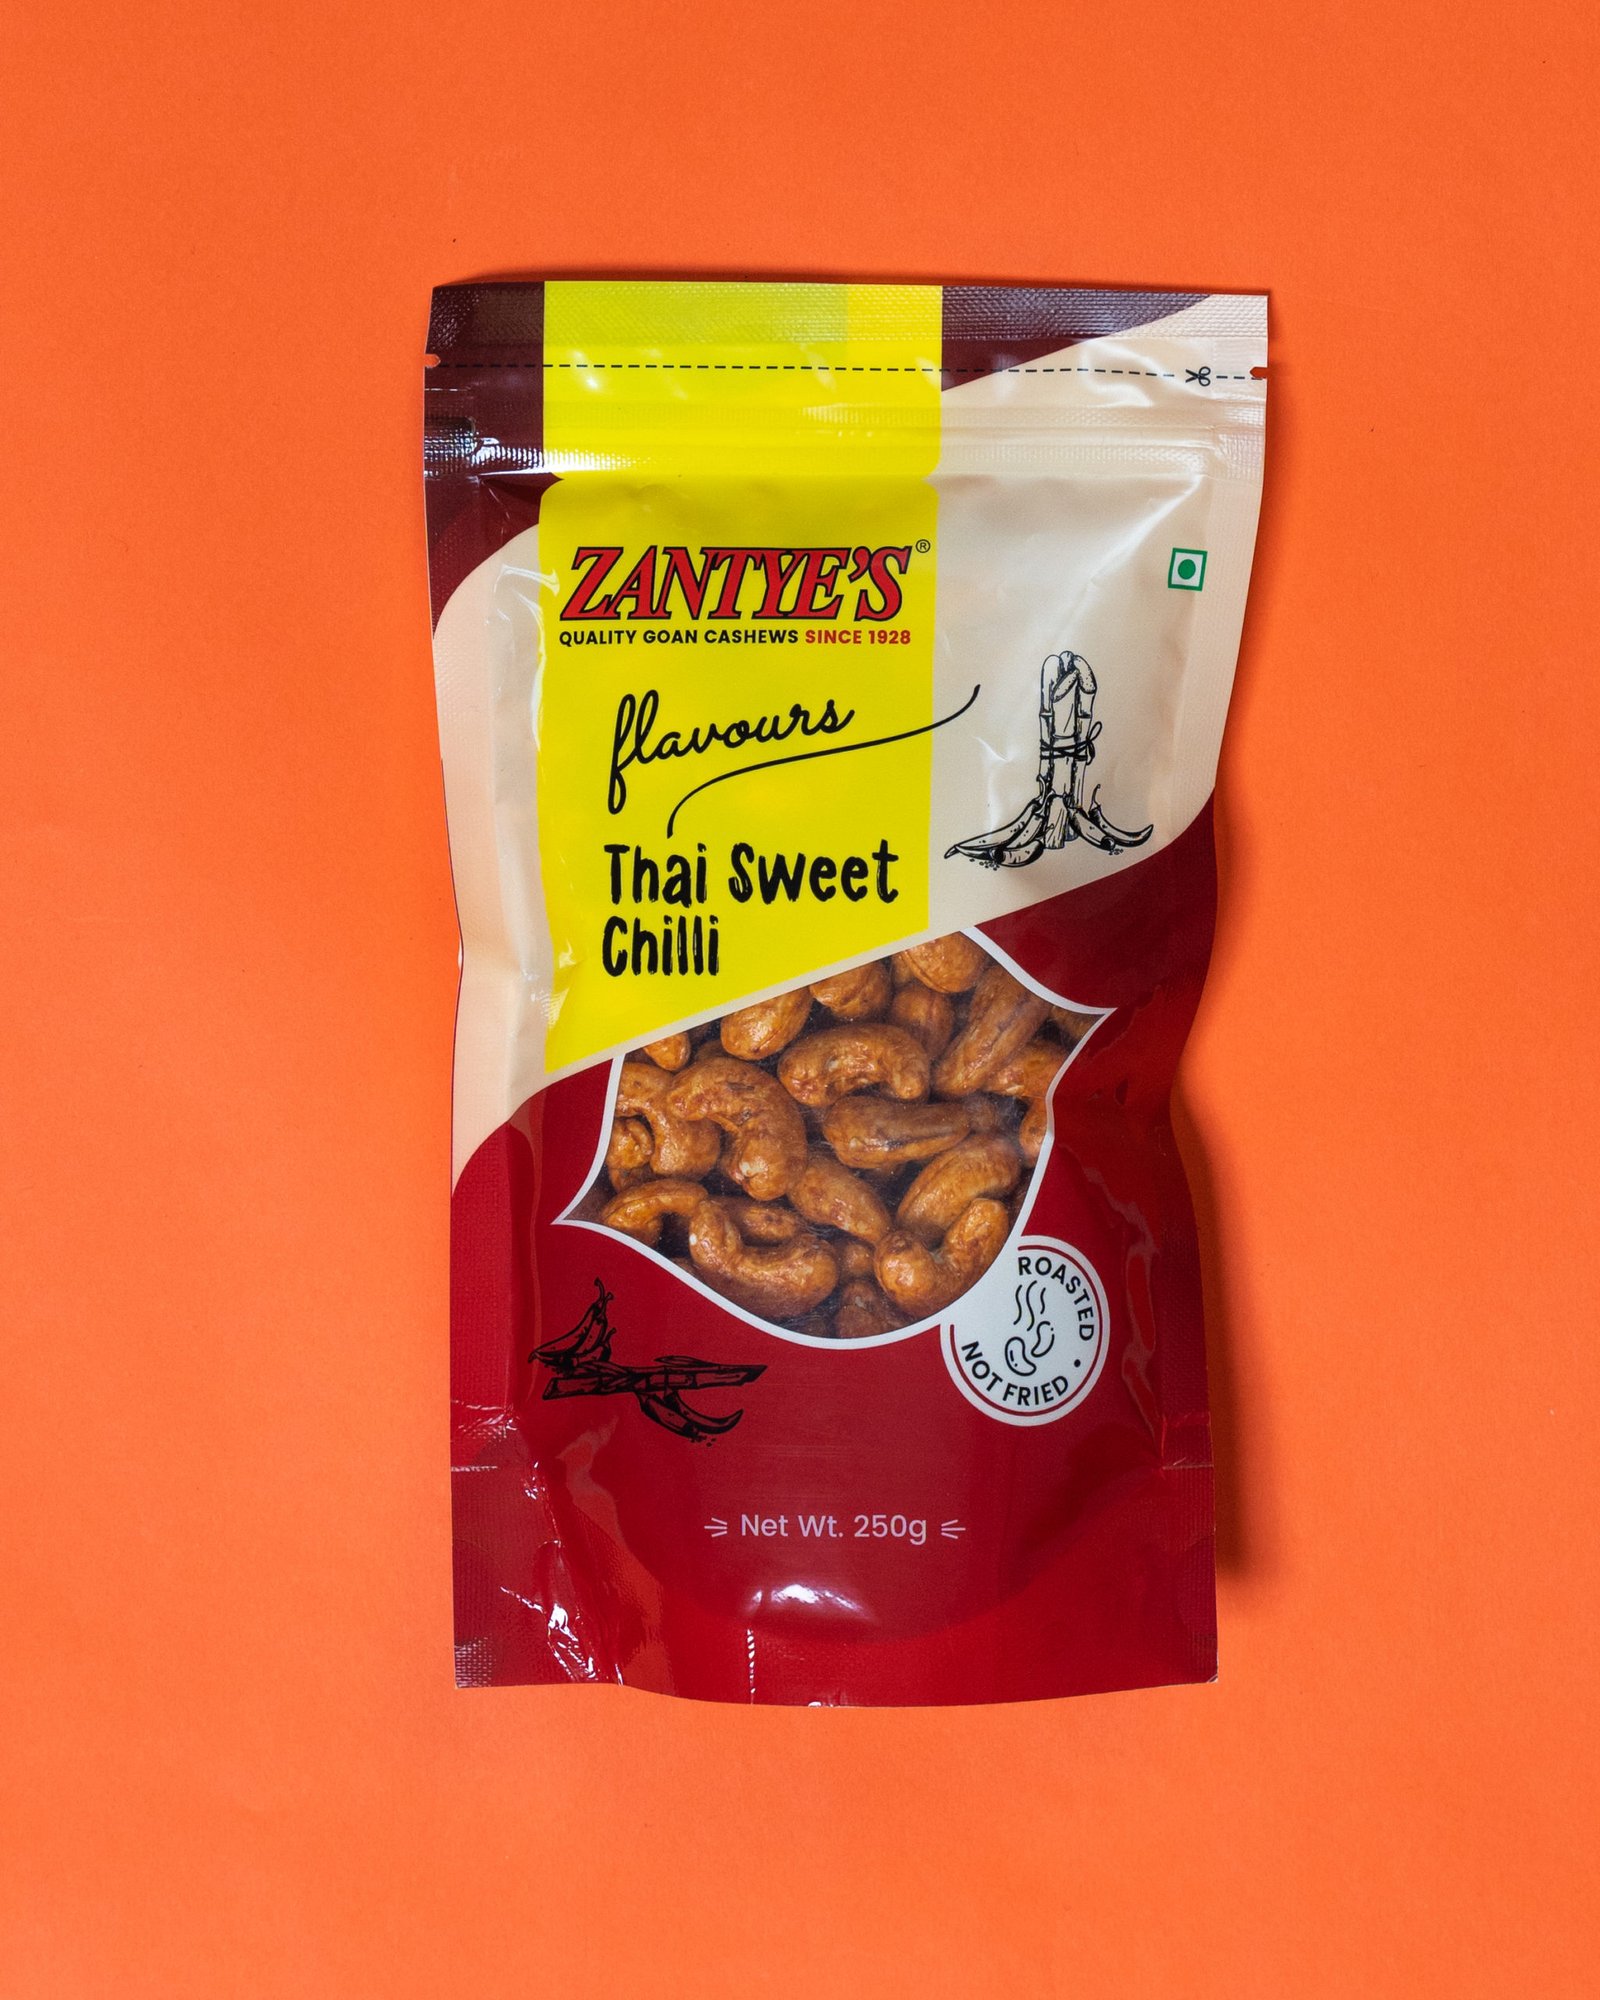 ZANTYE'S®
QUALITY GOAN CASHEWS SINCE 1928
flavours
Thai Sweet
Chilli
ROASTED
NOT FRIED •
Net Wt. 250g